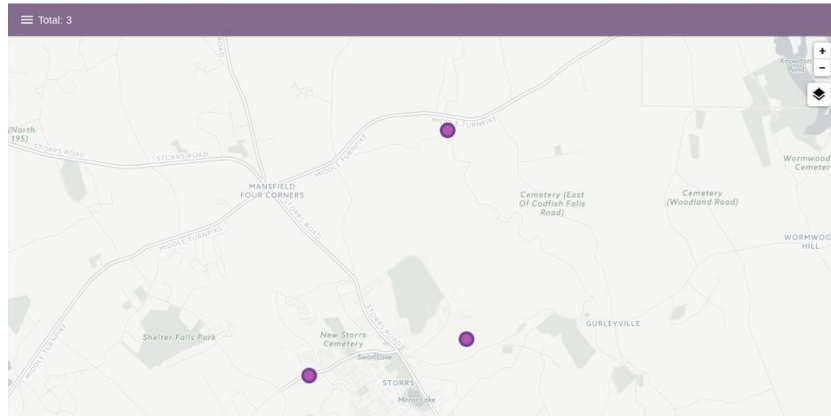 Total: 3
+
−
ROAD
Knowlton
Pond
MIDDLE TURNPIKE
(North
195)
STORRS ROAD
STORRS ROAD
MIDDLE TURNPIKE
Wormwood
Cemeter
MANSFIELD
FOUR CORNERS
Cemetery (East
Of Codfish Falls
Road)
Cemetery
(Woodland Road)
STORRS ROAD
MIDDLE TURNPIKE
WORMWOO
HILL
STORRS ROAD
GURLEYVILLE
Shelter Falls Park
New Storrs
Cemetery
MIDDLE TURNPIKE
Swan Lake
STORRS
Mirror Lake